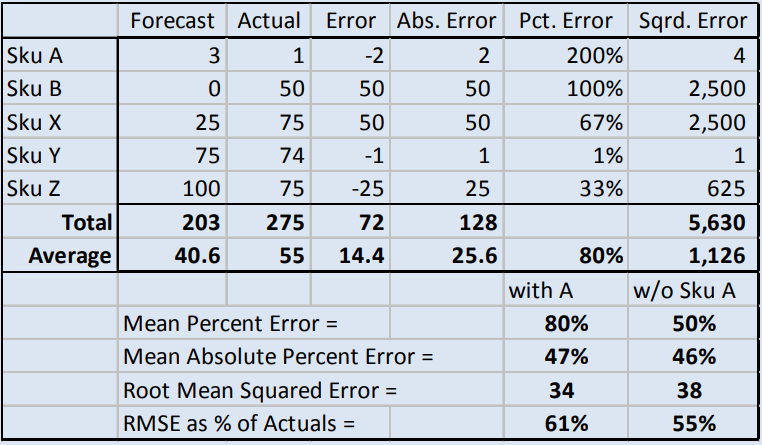 Forecast Actual Error Abs. Error Pct. Error Sqrd. Error
Sku A 3 1 -2 2 200% 4
Sku B 0 50 50 50 100% 2,500
Sku X 25 75 50 50 67% 2,500
Sku Y 75 74 -1 1 1% 1
Sku Z 100 75 -25 25 33% 625
Total 203 275 72 128 5,630
Average 40.6 55 14.4 25.6 80% 1,126
with A w/o Sku A
Mean Percent Error = 80% 50%
Mean Absolute Percent Error = 47% 46%
Root Mean Squared Error = 34 38
RMSE as % of Actuals = 61% 55%